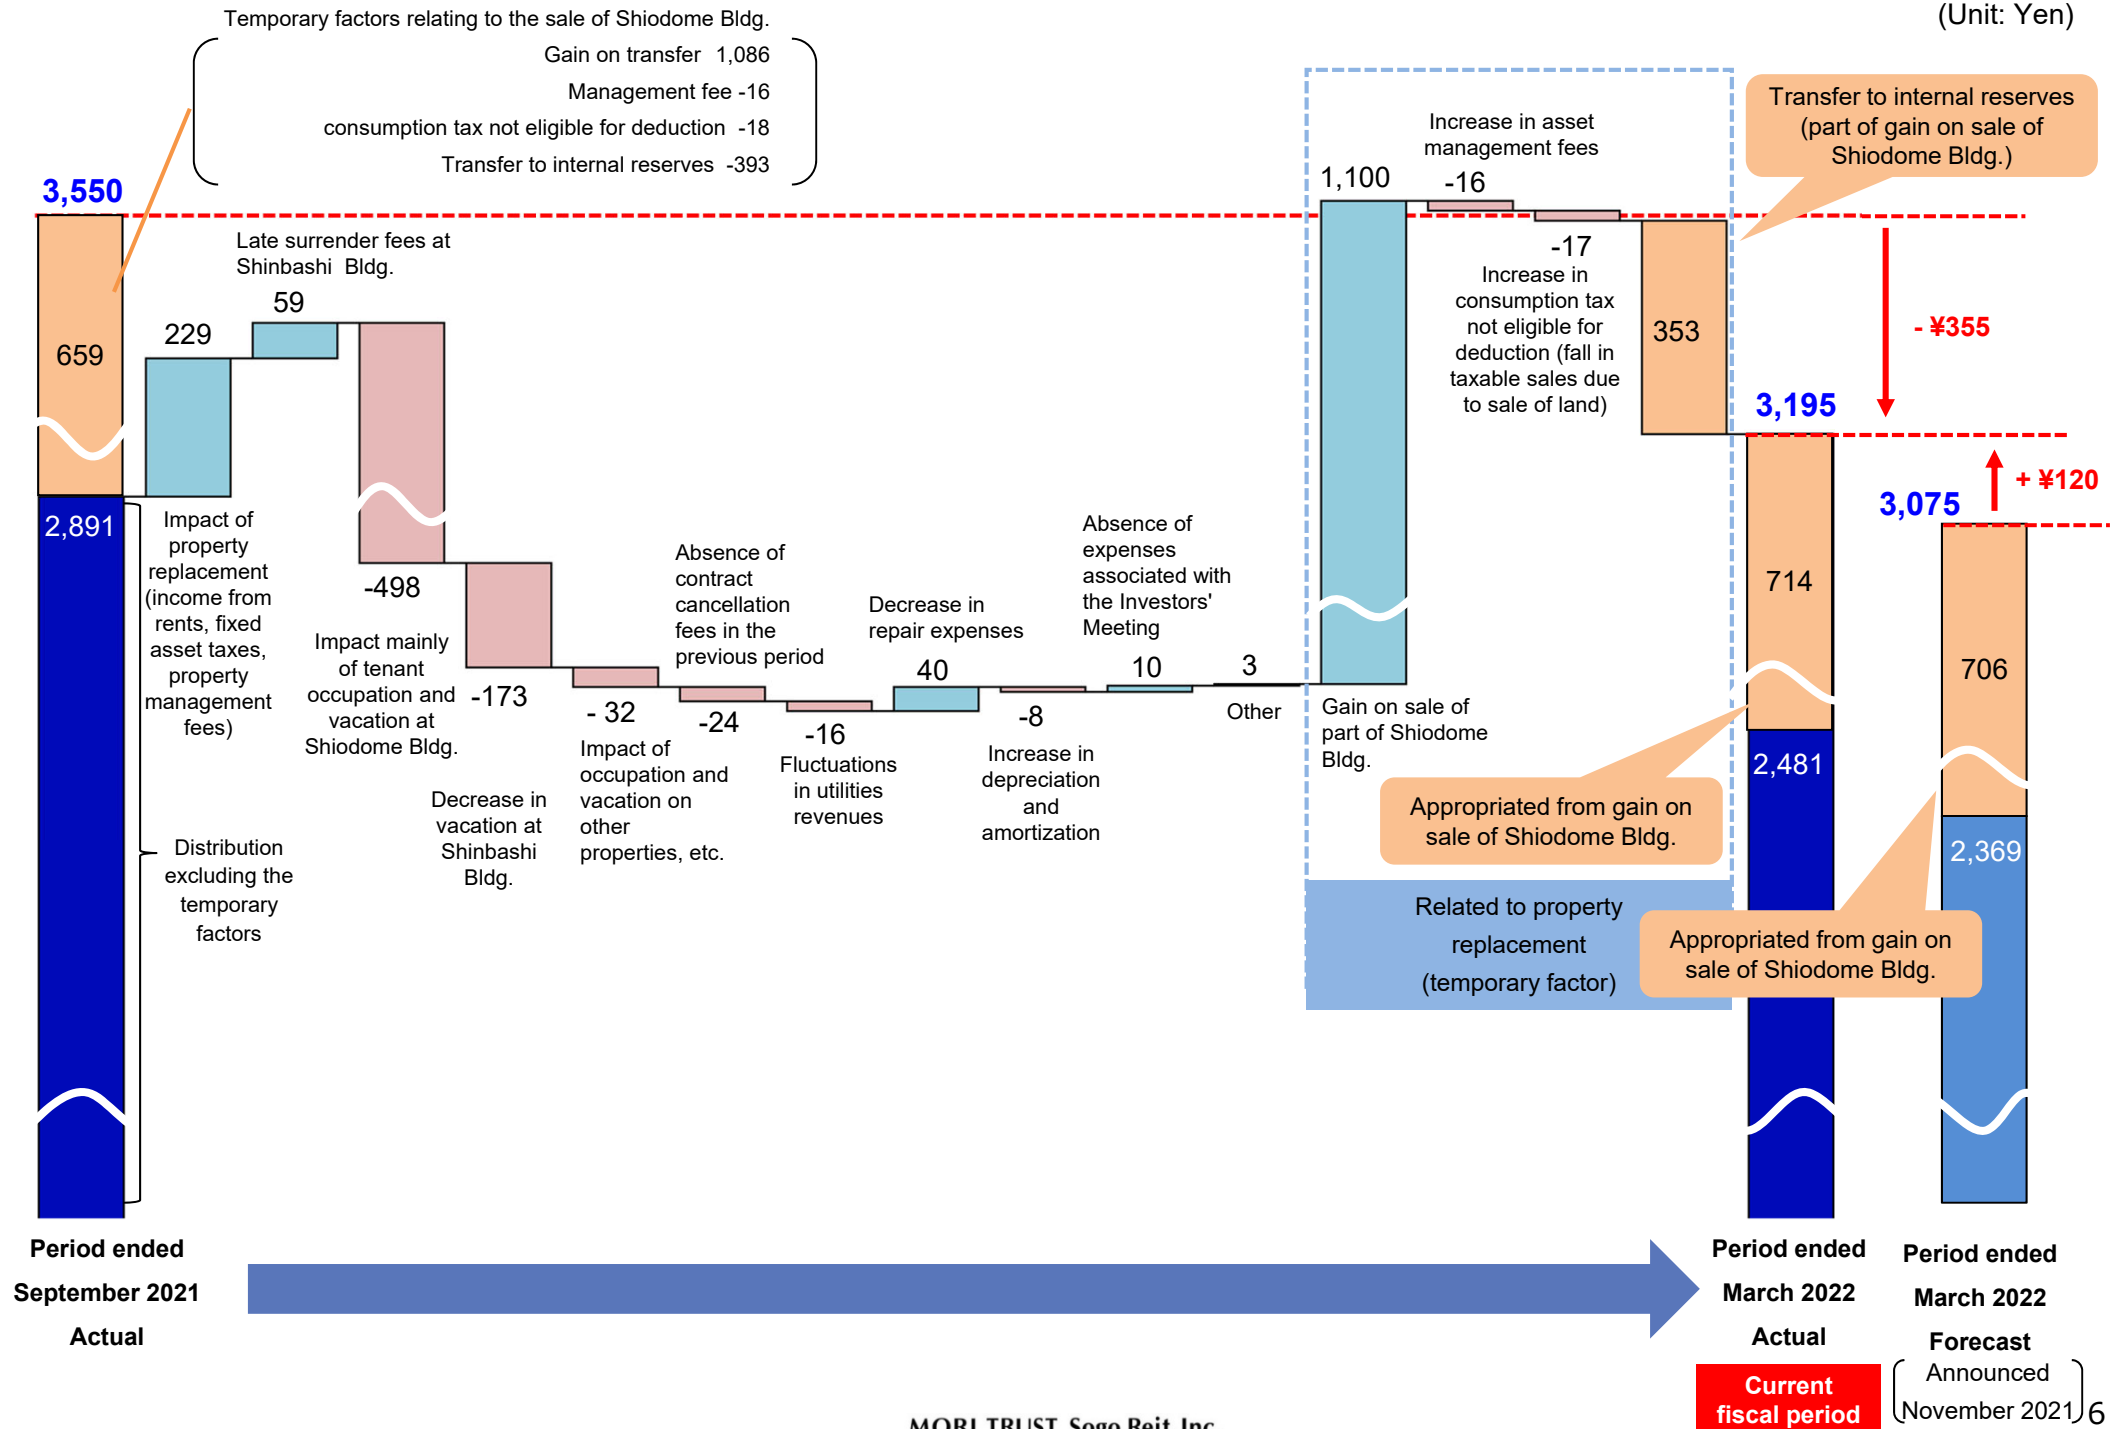 (Unit: Yen)
Temporary factors relating to the sale of Shiodome Bldg.
Gain on transfer 1,086
Management fee -16
consumption tax not eligible for deduction -18
Transfer to internal reserves -393
3,550
659
2,891
Late surrender fees at
Shinbashi Bldg.
229
59
Impact of
property
replacement
(income from
rents, fixed
asset taxes,
property
management
fees)
Distribution
excluding the
temporary
factors
-498
Impact mainly
of tenant
occupation and
vacation at
Shiodome Bldg.
-173
Decrease in
vacation at
Shinbashi
Bldg.
- 32
Impact of
occupation and
vacation on
other
properties, etc.
Absence of
contract
cancellation
fees in the
previous period
-24
-16
Fluctuations
in utilities
revenues
Decrease in
repair expenses
40
-8
Increase in
depreciation
and
amortization
Absence of
expenses
associated with
the Investors'
Meeting
10
3
Other
1,100
Gain on sale of
part of Shiodome
Bldg.
Increase in asset
management fees
-16
-17
Increase in
consumption tax
not eligible for
deduction (fall in
taxable sales due
to sale of land)
353
Transfer to internal reserves
(part of gain on sale of
Shiodome Bldg.)
- ¥355
3,195
+ ¥120
3,075
714
2,481
706
2,369
Appropriated from gain on
sale of Shiodome Bldg.
Related to property
replacement
(temporary factor)
Appropriated from gain on
sale of Shiodome Bldg.
Period ended
September 2021
Actual
Period ended
March 2022
Actual
Period ended
March 2022
Forecast
Current
fiscal period
Announced
November 2021
MORI TRUST Sogo Reit, Inc.
6